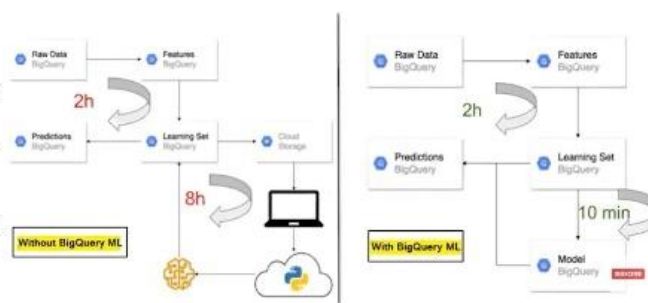 Raw Data
BigQuery
Features
BigQuery
2h
Predictions
BigQuery
Learning Set
BigQuery
Cloud
Storage
8h
Without BigQuery ML
Raw Data
BigQuery
Features
BigQuery
2h
Predictions
BigQuery
Learning Set
BigQuery
10 min
With BigQuery ML
Model
BigQuery